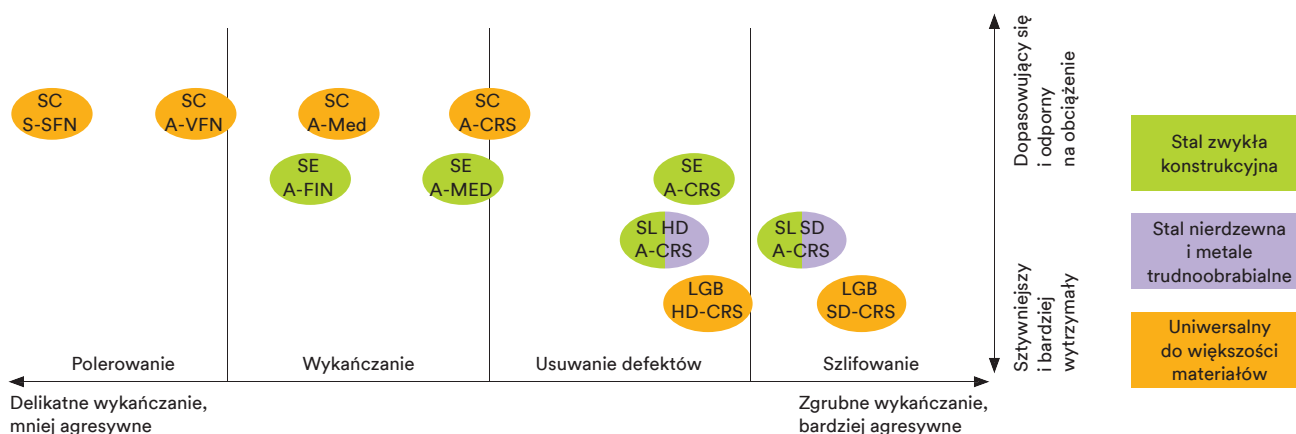 SC
S-SFN
SC
A-VFN
SC
A-Med
SC
A-CRS
SE
A-FIN
SE
A-MED
SE
A-CRS
SL HD
A-CRS
SL SD
A-CRS
LGB
HD-CRS
LGB
SD-CRS
Polerowanie
Wykańczanie
Usuwanie defektów
Szlifowanie
Delikatne wykańczanie,
mniej agresywne
Zgrubne wykańczanie,
bardziej agresywne
Dopasowujący się
i odporny
na obciążenie
Sztywniejszy
i bardziej
wytrzymały
Stal zwykła
konstrukcyjna
Stal nierdzewna
i metale
trudnoobrabialne
Uniwersalny
do większości
materiałów